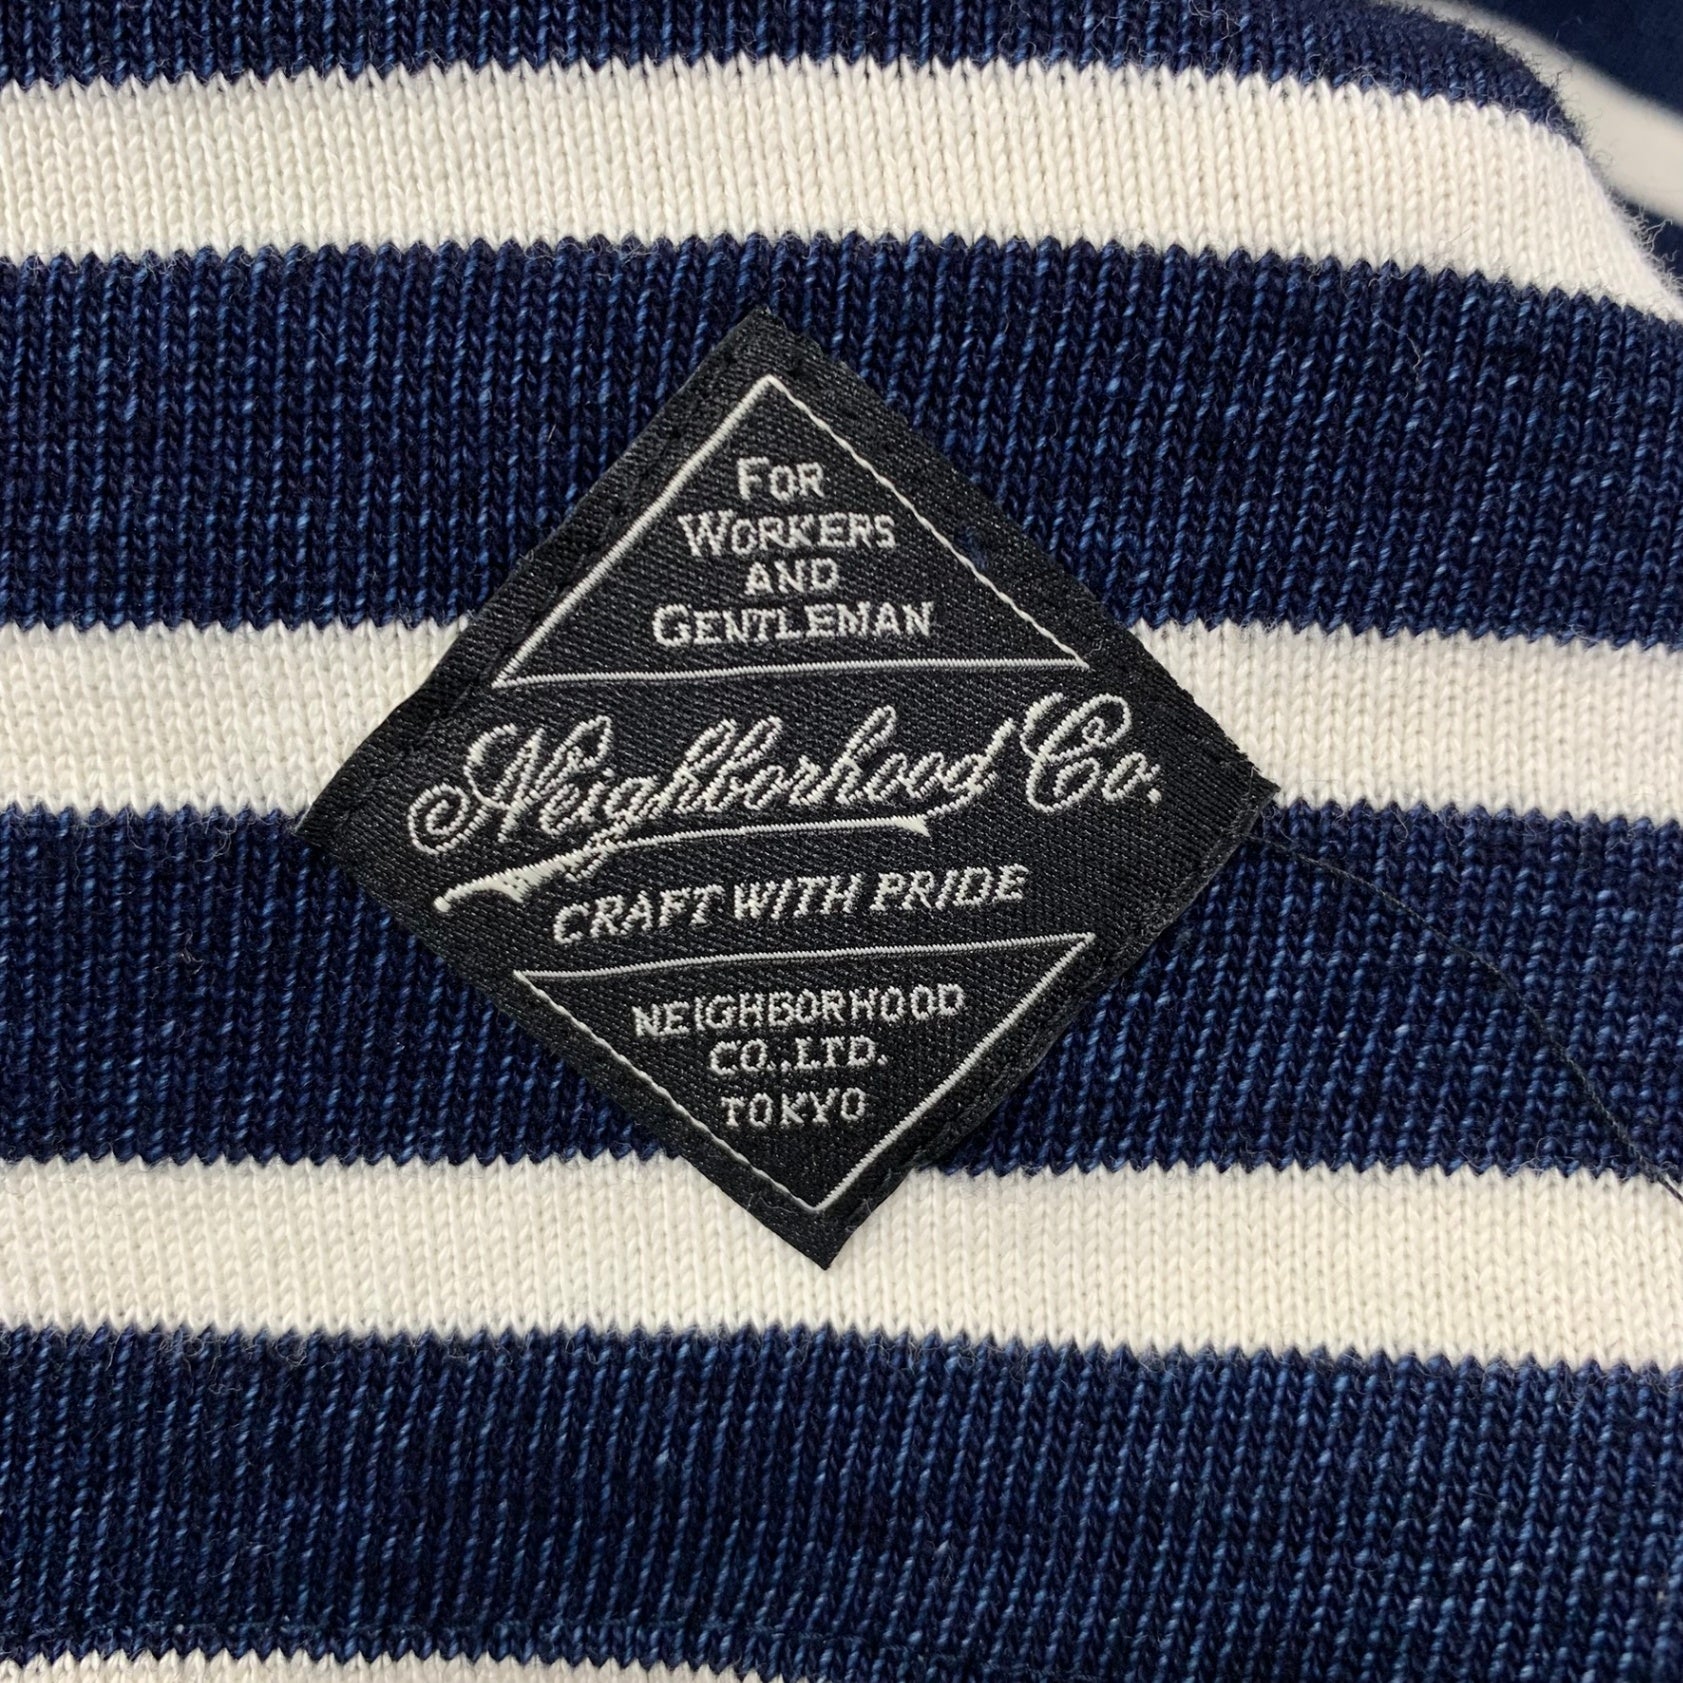 FOR
WORKERS
AND
GENTLEMAN
Neighborhood Co.
CRAFT WITH PRIDE
NEIGHBORHOOD
CO.,LTD.
TOKYO